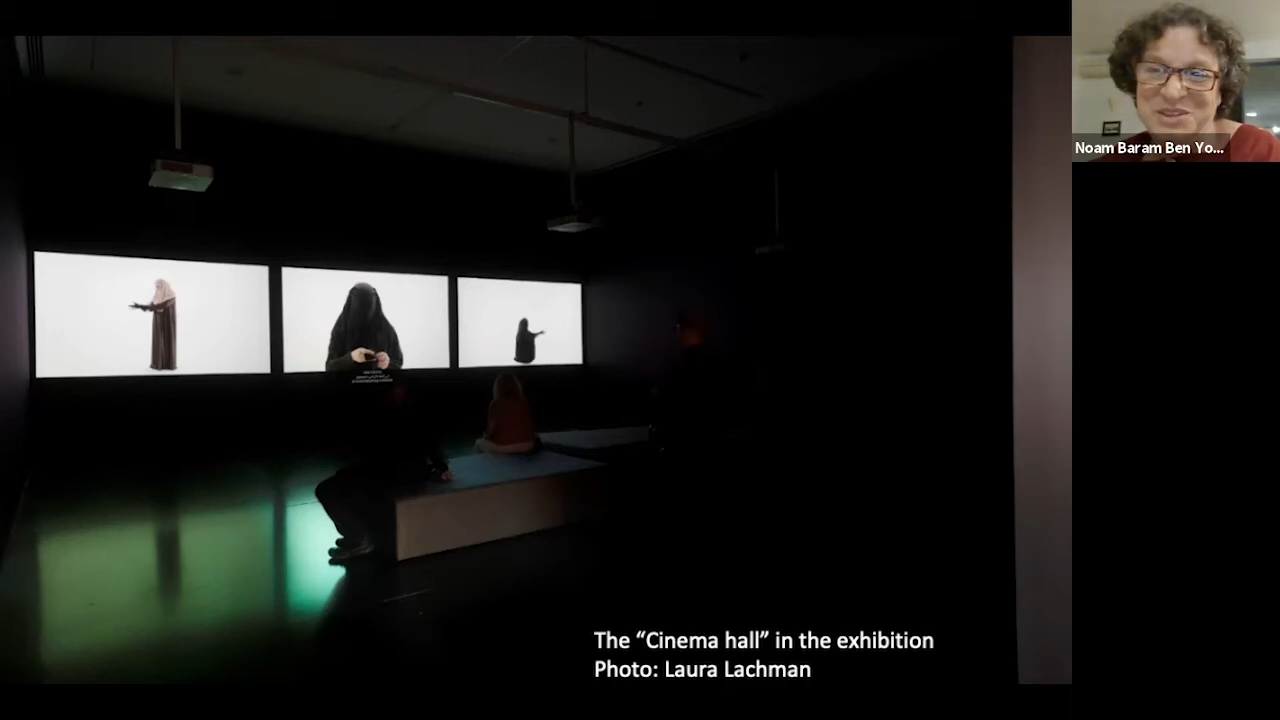 Noam Baram Ben Yo...
The “Cinema hall” in the exhibition
Photo: Laura Lachman